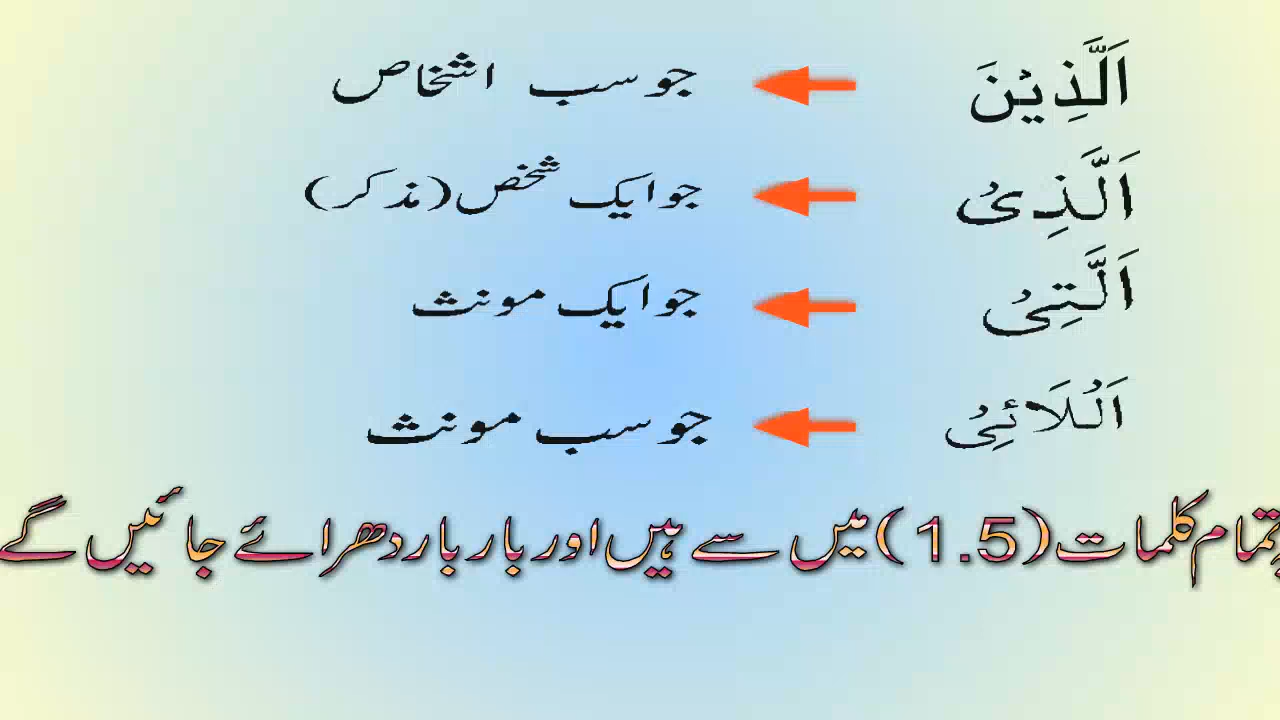 اَلَّذِیْنَ جو سب اشخاص
اَلَّذِیْ جو ایک شخص (مذکر)
اَلَّتِیْ جو ایک مونث
اَلْلَائِیْ جو سب مونث
تمام کلمات (1.5) میں سے ہیں اور بار بار دھرائے جائیں گے